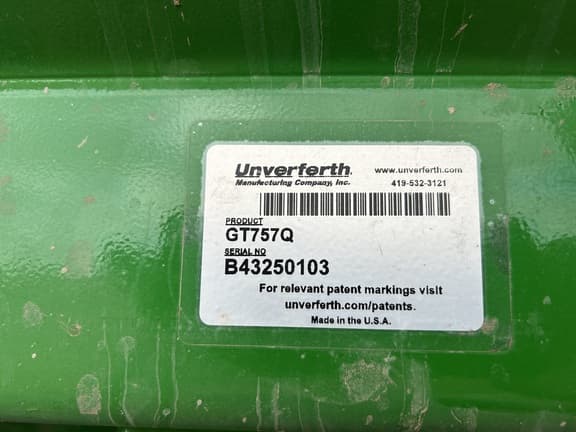 Unverferth. www.unverferth.com
Manufacturing Company, Inc. 419-532-3121
PRODUCT
GT757Q
SERIAL NO
B43250103
For relevant patent markings visit
unverferth.com/patents.
Made in the U.S.A.